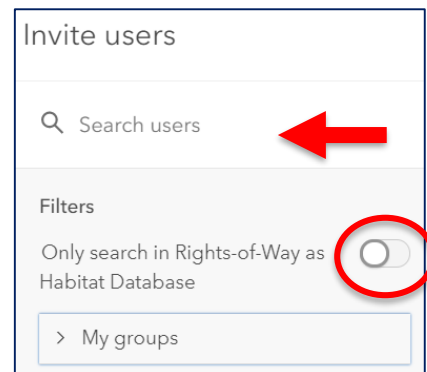 Invite users
Search users
Filters
Only search in Rights-of-Way as
Habitat Database
My groups